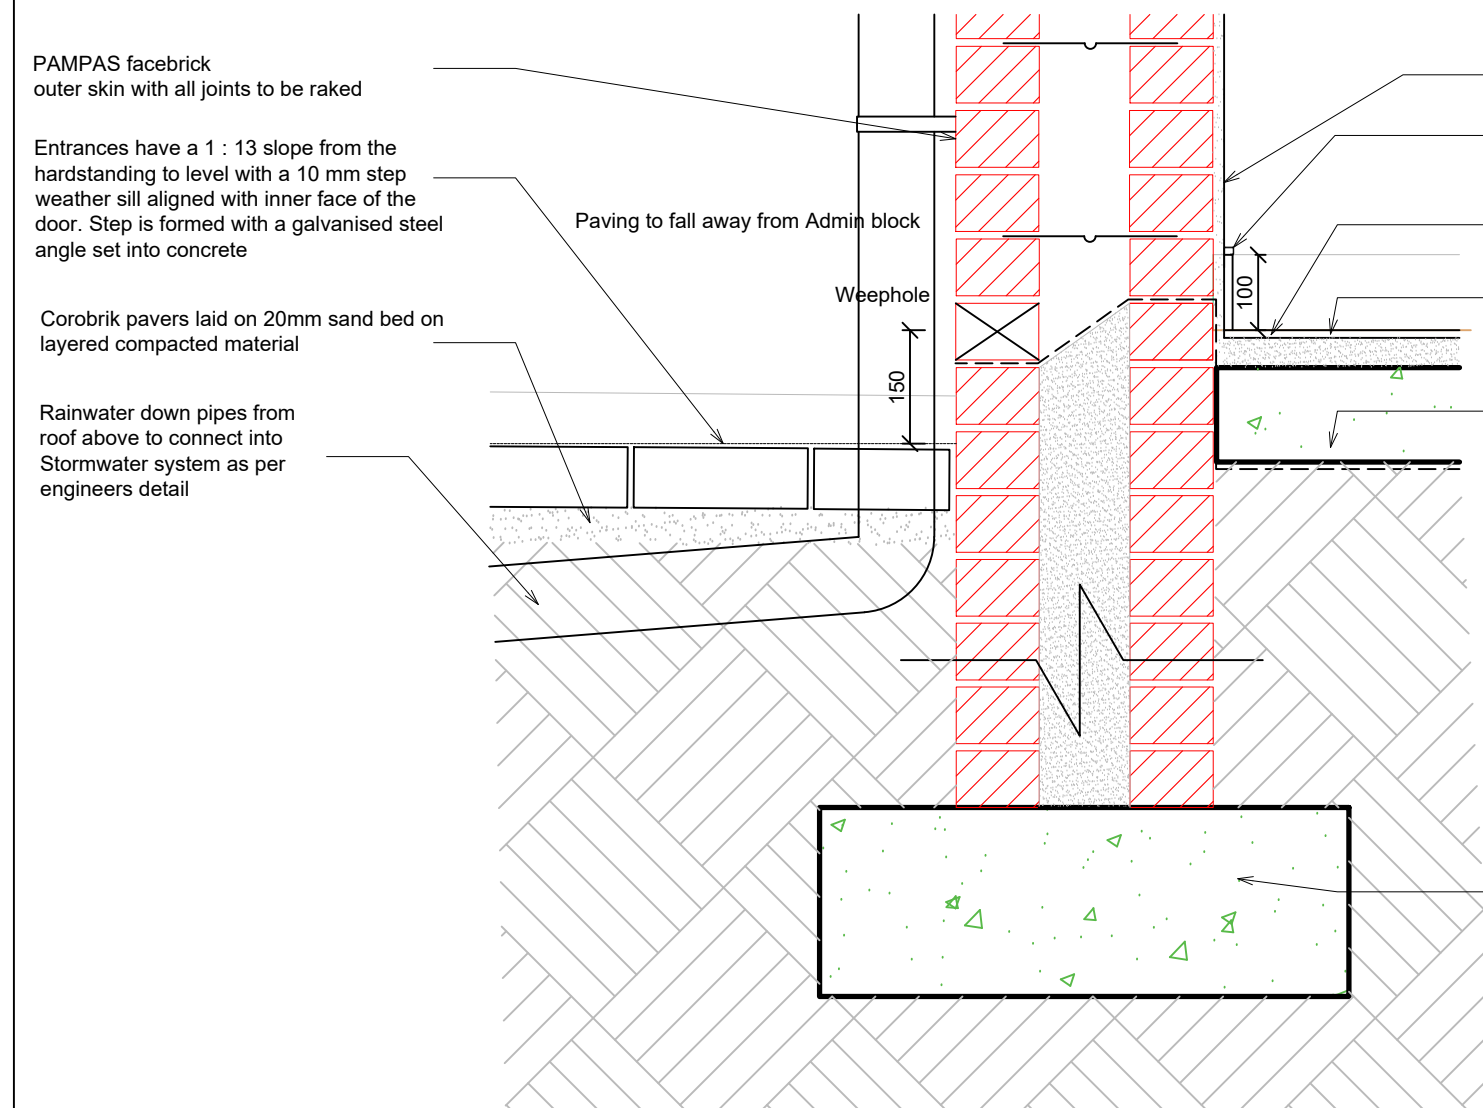 PAMPAS facebrick
outer skin with all joints to be raked
Entrances have a 1 : 13 slope from the
hardstanding to level with a 10 mm step
weather sill aligned with inner face of the
door. Step is formed with a galvanised steel
angle set into concrete
Paving to fall away from Admin block
Weephole
100
150
Corobrik pavers laid on 20mm sand bed on
layered compacted material
Rainwater down pipes from
roof above to connect into
Stormwater system as per
engineers detail